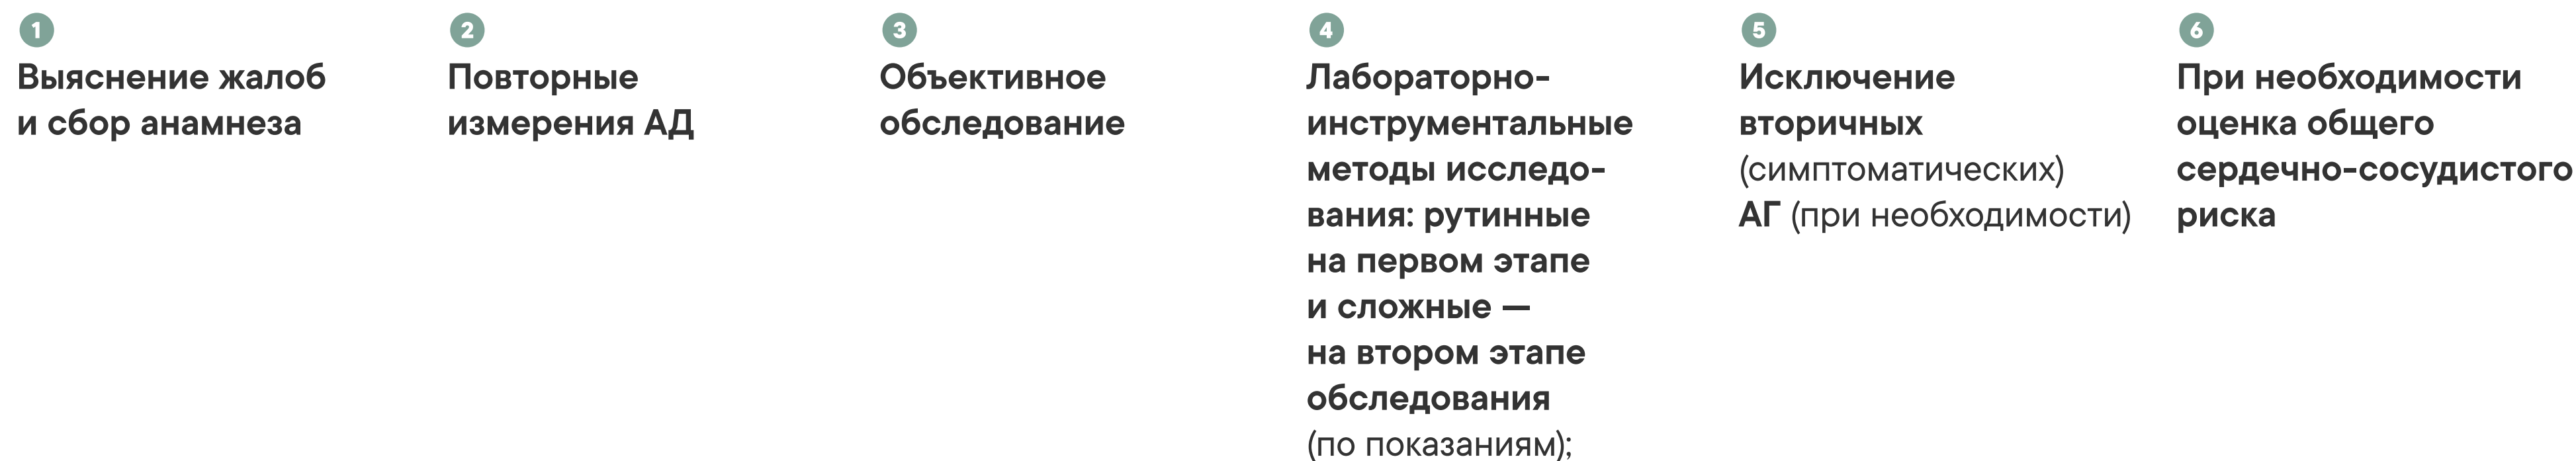 1
Выяснение жалоб
и сбор анамнеза
2
Повторные
измерения АД
3
Объективное
обследование
4
Лабораторно-
инструментальные
методы исследо-
вания: рутинные
на первом этапе
и сложные —
на втором этапе
обследования
(по показаниям);
5
Исключение
вторичных
(симптоматических)
АГ (при необходимости)
6
При необходимости
оценка общего
сердечно-сосудистого
риска